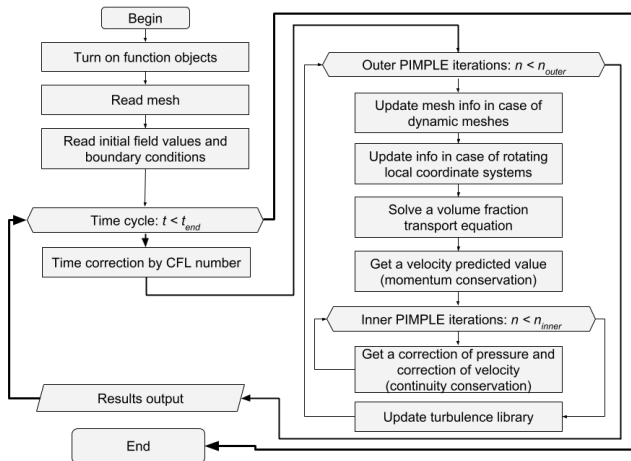 Begin
Turn on function objects
Read mesh
Read initial field values and
boundary conditions
Time cycle: t < t_end
Time correction by CFL number
Results output
End
Outer PIMPLE iterations: n < n_outer
Update mesh info in case of
dynamic meshes
Update info in case of rotating
local coordinate systems
Solve a volume fraction
transport equation
Get a velocity predicted value
(momentum conservation)
Inner PIMPLE iterations: n < n_inner
Get a correction of pressure and
correction of velocity
(continuity conservation)
Update turbulence library